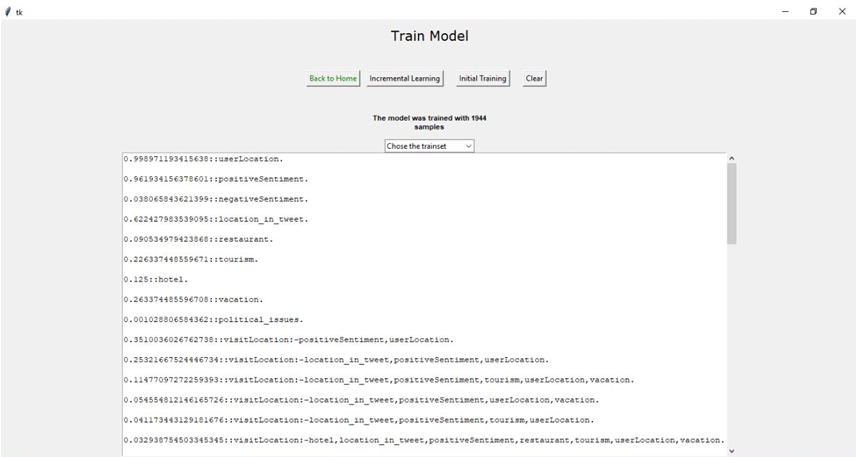 tk
Train Model
Back to Home Incremental Learning Initial Training Clear
The model was trained with 1944
samples
Chose the trainset
0.998971193415638::userLocation.
0.961934156378601::positiveSentiment.
0.038065843621399::negativeSentiment.
0.622427983539095::location_in_tweet.
0.090534979423868::restaurant.
0.226337448559671::tourism.
0.125::hotel.
0.263374485596708::vacation.
0.001028806584362::political_issues.
0.3510036026762738::visitLocation:-positiveSentiment,userLocation.
0.25321667524446734::visitLocation:-location_in_tweet,positiveSentiment,userLocation.
0.11477097272259393::visitLocation:-location_in_tweet,positiveSentiment,tourism,userLocation,vacation.
0.054554812146165726::visitLocation:-location_in_tweet,positiveSentiment,userLocation,vacation.
0.041173443129181676::visitLocation:-location_in_tweet,positiveSentiment,tourism,userLocation.
0.032938754503345345::visitLocation:-hotel,location_in_tweet,positiveSentiment,restaurant,tourism,userLocation,vacation.